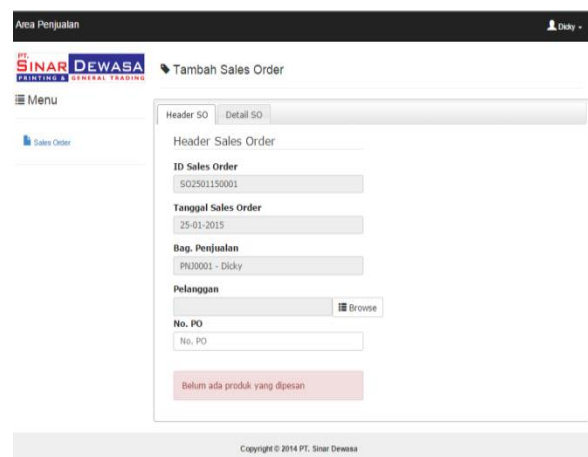 Area Penjualan
Dicky
PT.
SINAR DEWASA
PRINTING & GENERAL TRADING
Tambah Sales Order
Menu
Sales Order
Header SO
Detail SO
Header Sales Order
ID Sales Order
SO2501150001
Tanggal Sales Order
25-01-2015
Bag. Penjualan
PNJ0001 - Dicky
Pelanggan
Browse
No. PO
No. PO
Belum ada produk yang dipesan
Copyright © 2014 PT. Sinar Dewasa